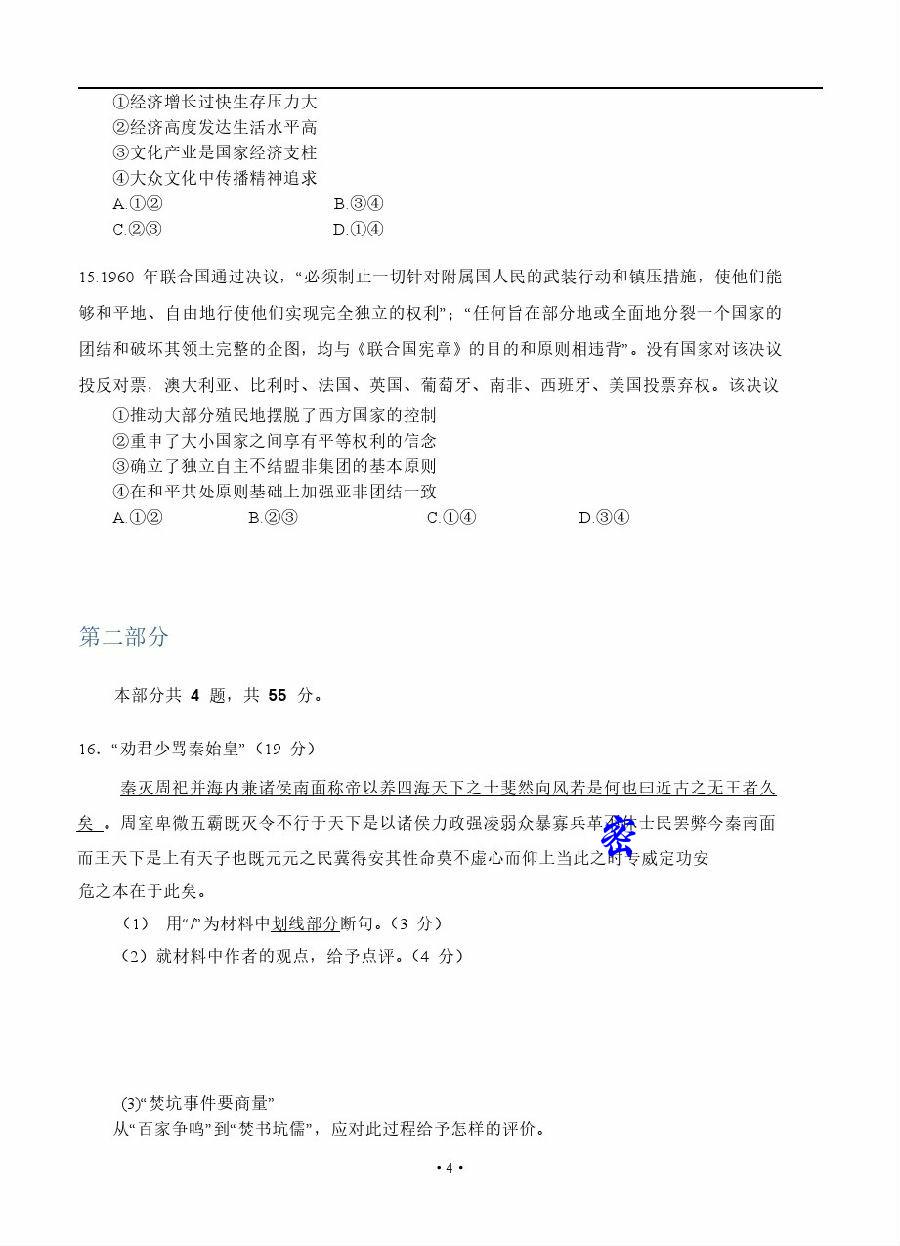 ①经济增长过快生存压力大
②经济高度发达生活水平高
③文化产业是国家经济支柱
④大众文化中传播精神追求
A.①② B.③④
C.②③ D.①④
15.1960 年联合国通过决议，“必须制止一切针对附属国人民的武装行动和镇压措施，使他们能
够和平地、自由地行使他们实现完全独立的权利”；“任何旨在部分地或全面地分裂一个国家的
团结和破坏其领土完整的企图，均与《联合国宪章》的目的和原则相违背”。没有国家对该决议
投反对票，澳大利亚、比利时、法国、英国、葡萄牙、南非、西班牙、美国投票弃权。该决议
①推动大部分殖民地摆脱了西方国家的控制
②重申了大小国家之间享有平等权利的信念
③确立了独立自主不结盟非集团的基本原则
④在和平共处原则基础上加强亚非团结一致
A.①② B.②③ C.①④ D.③④
第二部分
本部分共 4 题，共 55 分。
16. “劝君少骂秦始皇”（19 分）
秦灭周祀并海内兼诸侯南面称帝以养四海天下之士斐然向风若是何也曰近古之无王者久
矣 。周室卑微五霸既灭令不行于天下是以诸侯力政强凌弱众暴寡兵革 士民罢弊今秦南面
而王天下是上有天子也既元元之民冀得安其性命莫不虚心而仰上当此之时专威定功安
危之本在于此矣。
密
（1） 用“/”为材料中划线部分断句。（3 分）
（2）就材料中作者的观点，给予点评。（4 分）
(3)“焚坑事件要商量”
从“百家争鸣”到“焚书坑儒”，应对此过程给予怎样的评价。
• 4 •